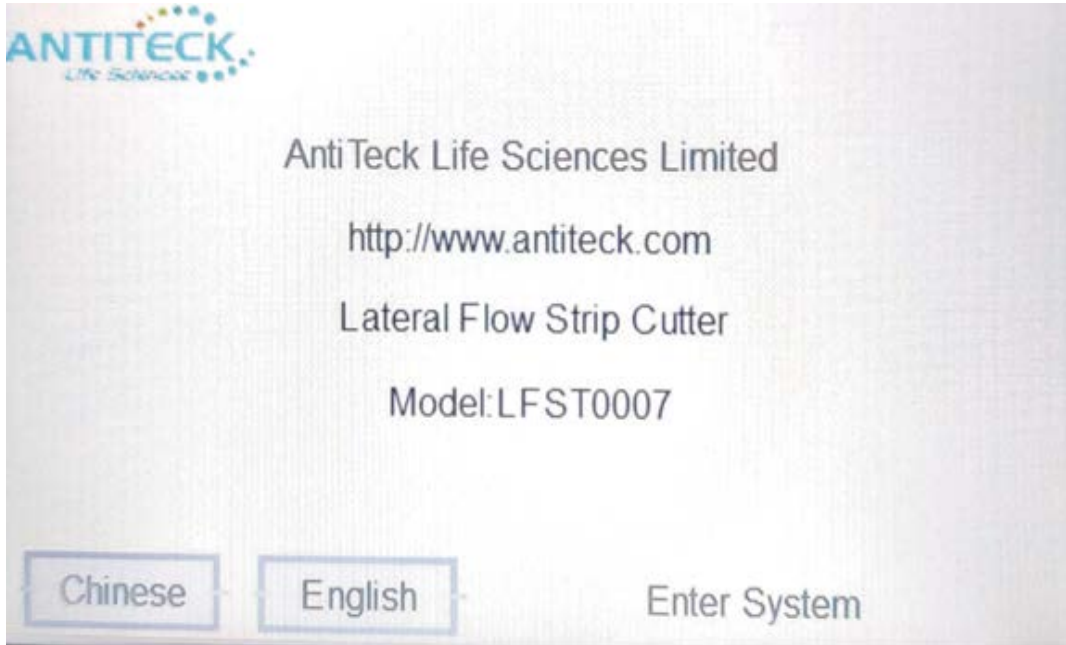 ANTITECK
Life Sciences
AntiTeck Life Sciences Limited
http://www.antiteck.com
Lateral Flow Strip Cutter
Model:LFST0007
Chinese
English
Enter System